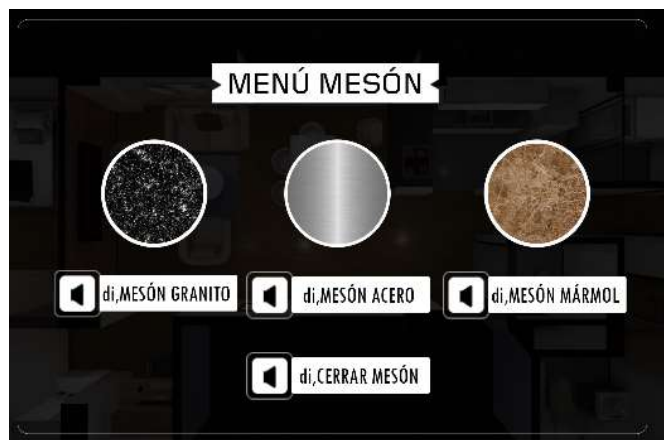 MENÚ MESÓN
di,MESÓN GRANITO
di,MESÓN ACERO
di,MESÓN MÁRMOL
di,CERRAR MESÓN